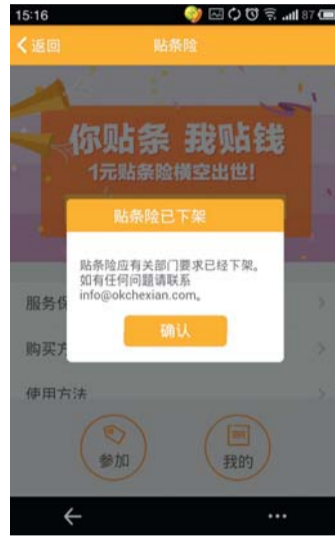 15:16
87
返回
贴条险
你贴条 我贴钱
1元贴条险横空出世!
贴条险已下架
贴条险应有关部门要求已经下架。
如有任何问题请联系
info@okchexian.com。
确认
服务保
购买方
使用方法
参加
我的